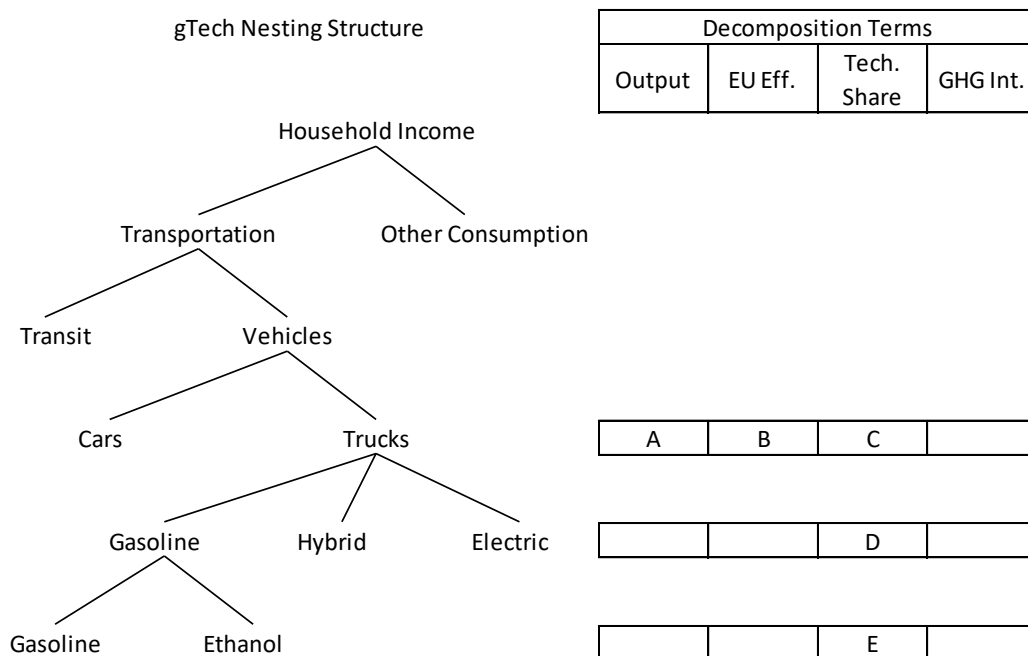 gTech Nesting Structure
Decomposition Terms
Output EU Eff. Tech. Share GHG Int.
Household Income
Transportation Other Consumption
Transit Vehicles
Cars Trucks A B C
Gasoline Hybrid Electric D
Gasoline Ethanol E